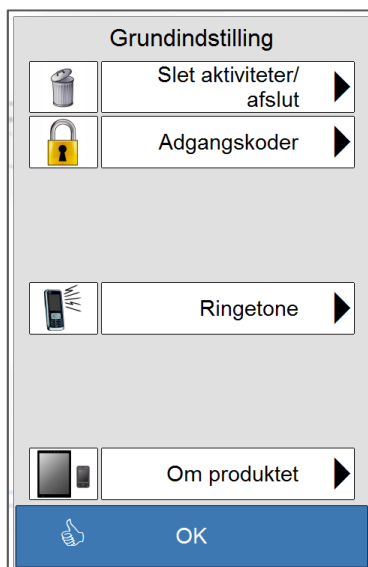 Grundindstilling
Slet aktiviteter/
afslut
Adgangskoder
Ringetone
Om produktet
OK